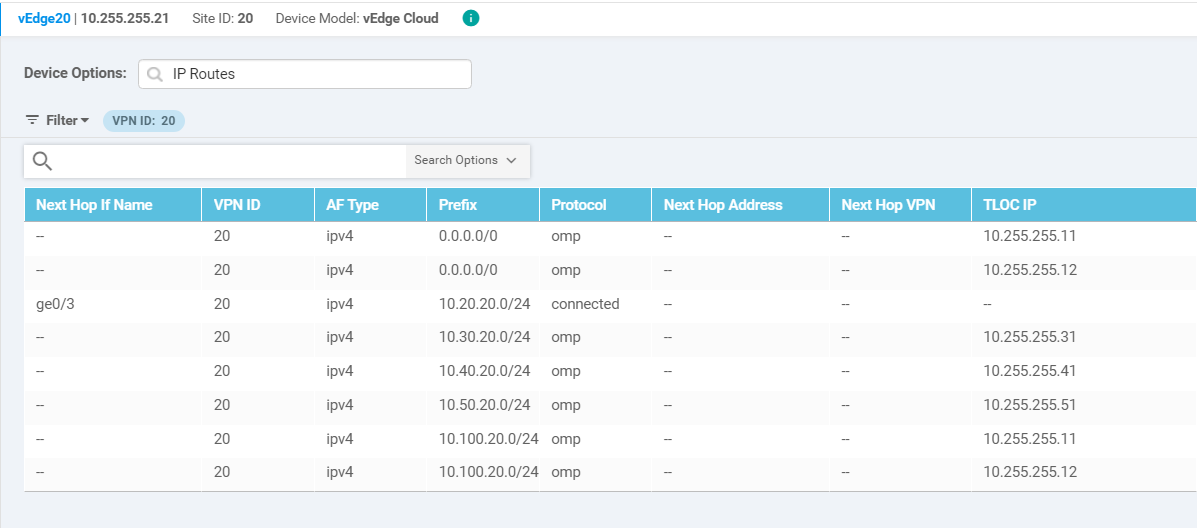 vEdge20 | 10.255.255.21 Site ID: 20 Device Model: vEdge Cloud i
Device Options: IP Routes
Filter VPN ID: 20
Search Options
Next Hop If Name VPN ID AF Type Prefix Protocol Next Hop Address Next Hop VPN TLOC IP
-- 20 ipv4 0.0.0.0/0 omp -- -- 10.255.255.11
-- 20 ipv4 0.0.0.0/0 omp -- -- 10.255.255.12
ge0/3 20 ipv4 10.20.20.0/24 connected -- -- --
-- 20 ipv4 10.30.20.0/24 omp -- -- 10.255.255.31
-- 20 ipv4 10.40.20.0/24 omp -- -- 10.255.255.41
-- 20 ipv4 10.50.20.0/24 omp -- -- 10.255.255.51
-- 20 ipv4 10.100.20.0/24 omp -- -- 10.255.255.11
-- 20 ipv4 10.100.20.0/24 omp -- -- 10.255.255.12